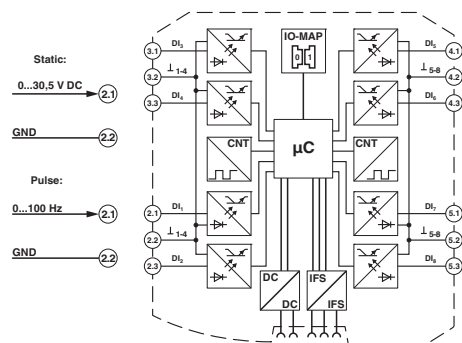 Static:
0...30,5 V DC
2.1
GND
2.2
Pulse:
0...100 Hz
2.1
GND
2.2
3.1
DI₃
3.2
⊥ 1-4
3.3
DI₄
2.1
DI₁
2.2
⊥ 1-4
2.3
DI₂
IO-MAP
0 1
CNT
µC
CNT
DC
DC
IFS
IFS
DI₅
4.1
⊥ 5-8
4.2
DI₆
4.3
DI₇
5.1
⊥ 5-8
5.2
DI₈
5.3